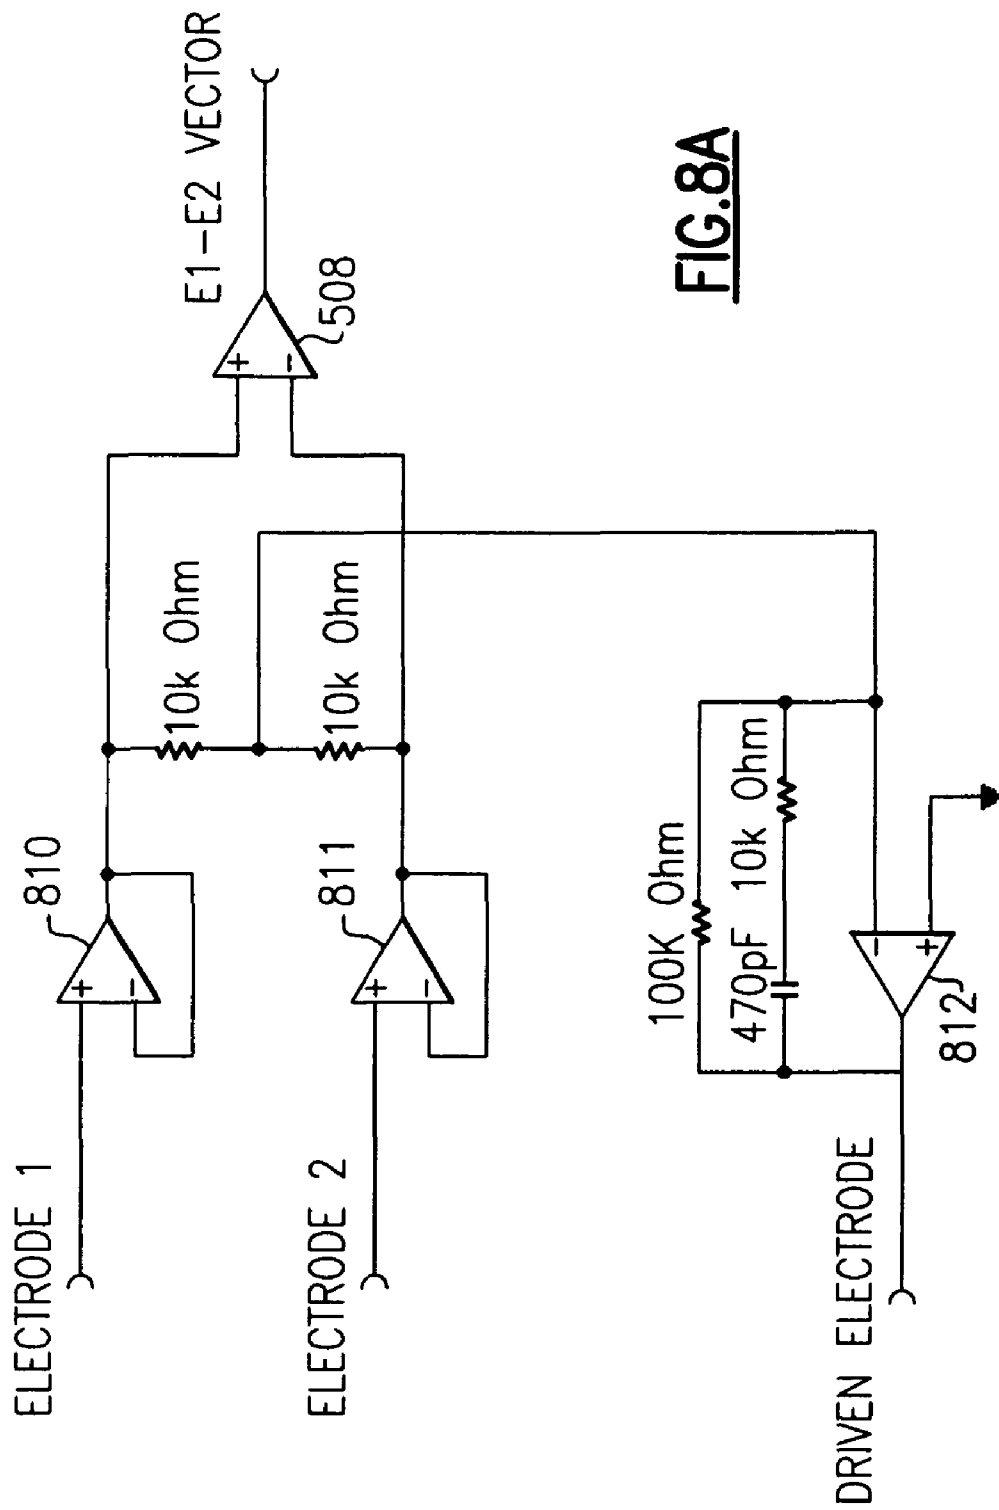 ELECTRODE 1
810
E1-E2 VECTOR
+
-
10k Ohm
+
-
508
ELECTRODE 2
811
+
-
10k Ohm
100K Ohm
470pF 10k Ohm
DRIVEN ELECTRODE
-
+
812
FIG.8A